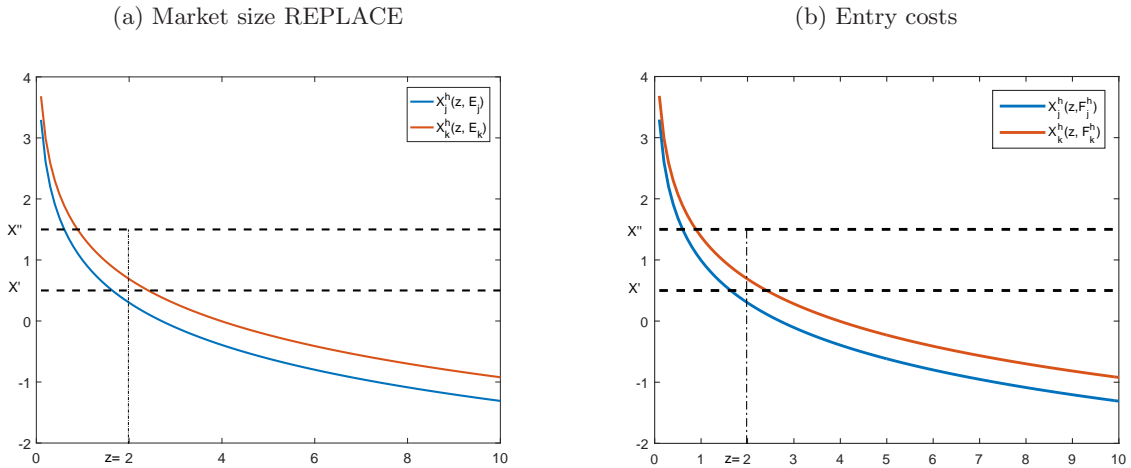 (a) Market size REPLACE
(b) Entry costs
4
3
2
1
0
-1
-2
X''
X'
0
z= 2
4
6
8
10
X_j^h(z, E_j)
X_k^h(z, E_k)
4
3
2
1
0
-1
-2
X''
X'
0
1
z= 2
3
4
5
6
7
8
9
10
X_j^h(z,F_j^h)
X_k^h(z, F_k^h)